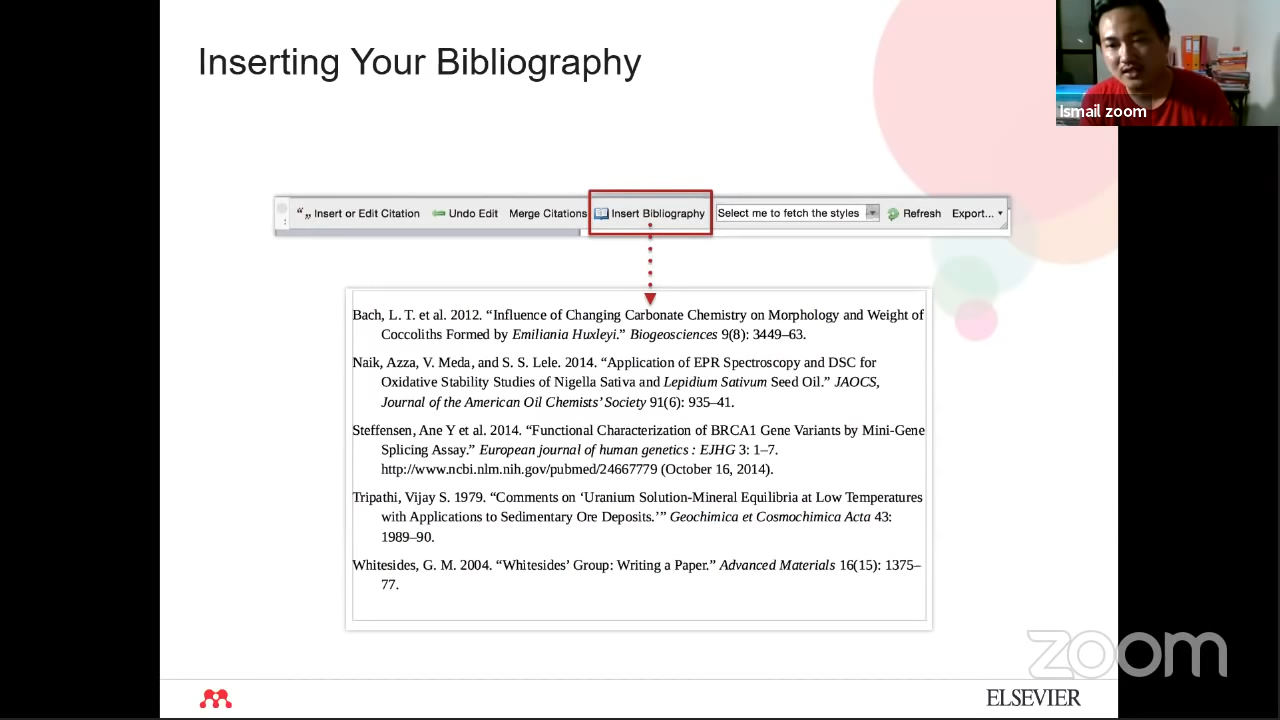 Inserting Your Bibliography
Ismail zoom
“ „ Insert or Edit Citation Undo Edit Merge Citations Insert Bibliography Select me to fetch the styles Refresh Export...
Bach, L. T. et al. 2012. “Influence of Changing Carbonate Chemistry on Morphology and Weight of
Coccoliths Formed by Emiliania Huxleyi.” Biogeosciences 9(8): 3449–63.
Naik, Azza, V. Meda, and S. S. Lele. 2014. “Application of EPR Spectroscopy and DSC for
Oxidative Stability Studies of Nigella Sativa and Lepidium Sativum Seed Oil.” JAOCS,
Journal of the American Oil Chemists’ Society 91(6): 935–41.
Steffensen, Ane Y et al. 2014. “Functional Characterization of BRCA1 Gene Variants by Mini-Gene
Splicing Assay.” European journal of human genetics : EJHG 3: 1–7.
http://www.ncbi.nlm.nih.gov/pubmed/24667779 (October 16, 2014).
Tripathi, Vijay S. 1979. “Comments on ‘Uranium Solution-Mineral Equilibria at Low Temperatures
with Applications to Sedimentary Ore Deposits.’” Geochimica et Cosmochimica Acta 43:
1989–90.
Whitesides, G. M. 2004. “Whitesides’ Group: Writing a Paper.” Advanced Materials 16(15): 1375–
77.
zoom
ELSEVIER